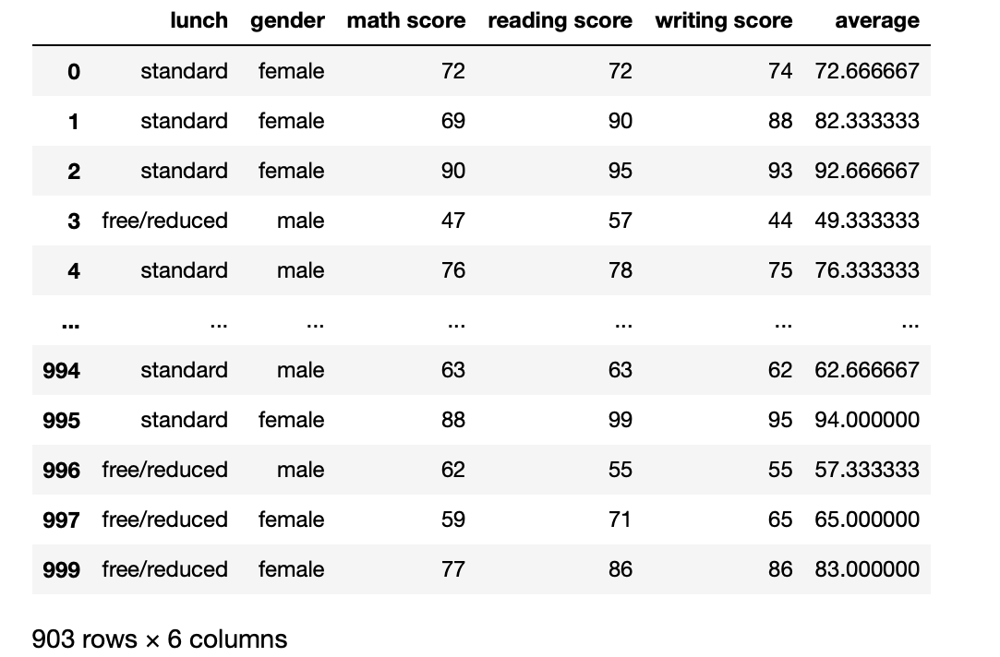 lunch gender math score reading score writing score average
0 standard female 72 72 74 72.666667
1 standard female 69 90 88 82.333333
2 standard female 90 95 93 92.666667
3 free/reduced male 47 57 44 49.333333
4 standard male 76 78 75 76.333333
... ... ... ... ... ... ...
994 standard male 63 63 62 62.666667
995 standard female 88 99 95 94.000000
996 free/reduced male 62 55 55 57.333333
997 free/reduced female 59 71 65 65.000000
999 free/reduced female 77 86 86 83.000000
903 rows × 6 columns